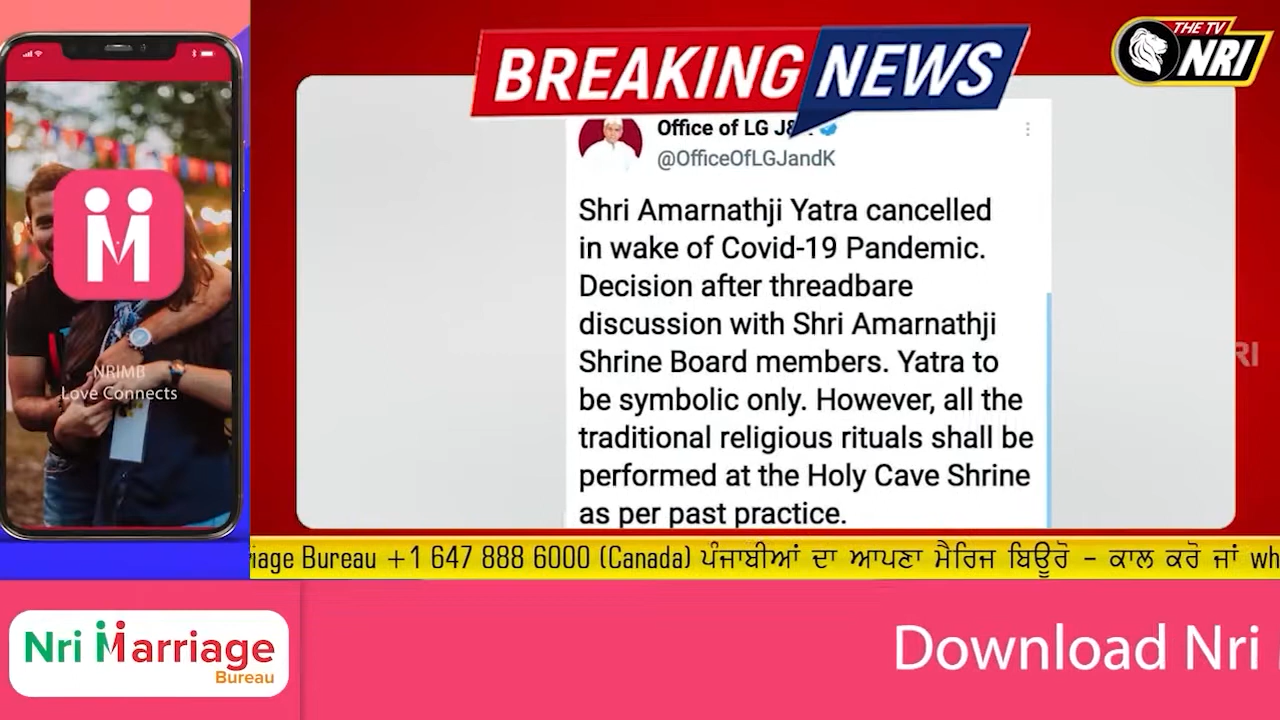 BREAKING NEWS
THE TV
NRI
Office of LG J&
@OfficeOfLGJandK
Shri Amarnathji Yatra cancelled
in wake of Covid-19 Pandemic.
Decision after threadbare
discussion with Shri Amarnathji
Shrine Board members. Yatra to
be symbolic only. However, all the
traditional religious rituals shall be
performed at the Holy Cave Shrine
as per past practice.
RI
NRIMB
Love Connects
riage Bureau +1 647 888 6000 (Canada) ਪੰਜਾਬੀਆਂ ਦਾ ਆਪਣਾ ਮੈਰਿਜ ਬਿਊਰੋ - ਕਾਲ ਕਰੋ ਜਾਂ wh
Nri Marriage
Bureau
Download Nri